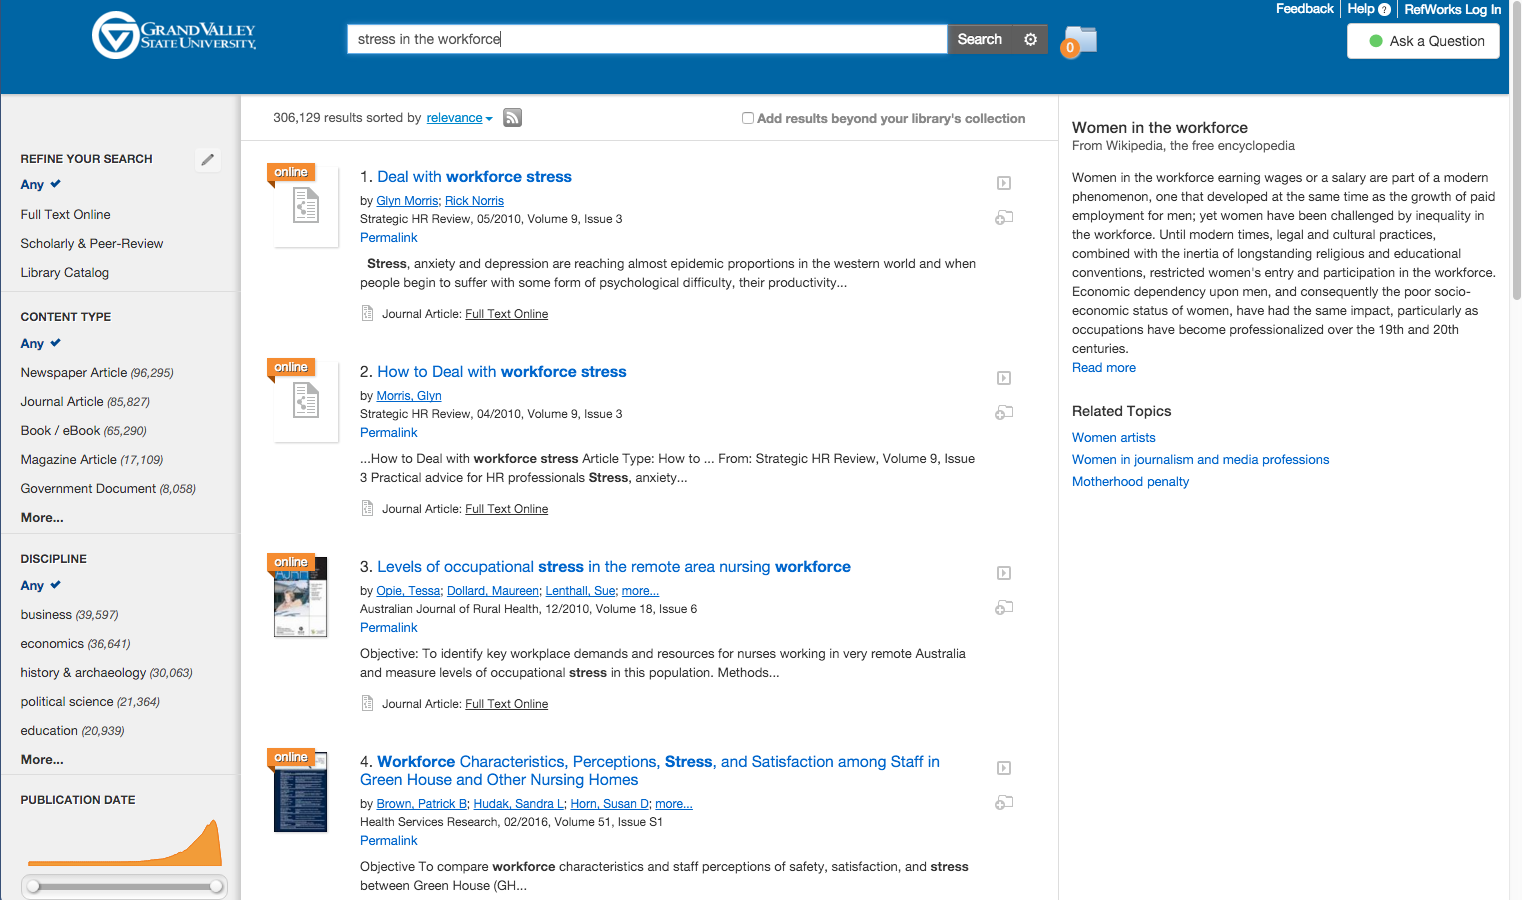 Feedback
Help ?
RefWorks Log In
GRAND VALLEY
STATE UNIVERSITY
stress in the workforce
Search
0
Ask a Question
REFINE YOUR SEARCH
Any
Full Text Online
Scholarly & Peer-Review
Library Catalog
CONTENT TYPE
Any
Newspaper Article (96,295)
Journal Article (85,827)
Book / eBook (65,290)
Magazine Article (17,109)
Government Document (8,058)
More...
DISCIPLINE
Any
business (39,597)
economics (36,641)
history & archaeology (30,063)
political science (21,364)
education (20,939)
More...
PUBLICATION DATE
306,129 results sorted by relevance
Add results beyond your library's collection
online
1. Deal with workforce stress
by Glyn Morris; Rick Norris
Strategic HR Review, 05/2010, Volume 9, Issue 3
Permalink
Stress, anxiety and depression are reaching almost epidemic proportions in the western world and when
people begin to suffer with some form of psychological difficulty, their productivity...
Journal Article: Full Text Online
online
2. How to Deal with workforce stress
by Morris, Glyn
Strategic HR Review, 04/2010, Volume 9, Issue 3
Permalink
...How to Deal with workforce stress Article Type: How to ... From: Strategic HR Review, Volume 9, Issue
3 Practical advice for HR professionals Stress, anxiety...
Journal Article: Full Text Online
online
3. Levels of occupational stress in the remote area nursing workforce
by Opie, Tessa; Dollard, Maureen; Lenthall, Sue; more...
Australian Journal of Rural Health, 12/2010, Volume 18, Issue 6
Permalink
Objective: To identify key workplace demands and resources for nurses working in very remote Australia
and measure levels of occupational stress in this population. Methods...
Journal Article: Full Text Online
online
4. Workforce Characteristics, Perceptions, Stress, and Satisfaction among Staff in
Green House and Other Nursing Homes
by Brown, Patrick B; Hudak, Sandra L; Horn, Susan D; more...
Health Services Research, 02/2016, Volume 51, Issue S1
Permalink
Objective To compare workforce characteristics and staff perceptions of safety, satisfaction, and stress
between Green House (GH...
Women in the workforce
From Wikipedia, the free encyclopedia
Women in the workforce earning wages or a salary are part of a modern
phenomenon, one that developed at the same time as the growth of paid
employment for men; yet women have been challenged by inequality in
the workforce. Until modern times, legal and cultural practices,
combined with the inertia of longstanding religious and educational
conventions, restricted women's entry and participation in the workforce.
Economic dependency upon men, and consequently the poor socio-
economic status of women, have had the same impact, particularly as
occupations have become professionalized over the 19th and 20th
centuries.
Read more
Related Topics
Women artists
Women in journalism and media professions
Motherhood penalty